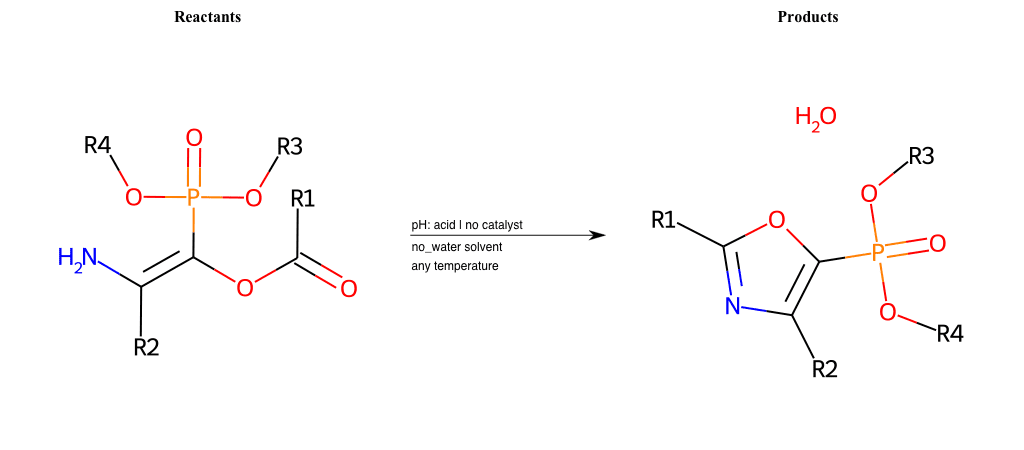 Reactants
Products
H2O
R4
O
R3
R3
O
P
O
R1
R1
O
H2N
P
O
O
O
N
O
R2
R4
R2
pH: acid | no catalyst
no_water solvent
any temperature